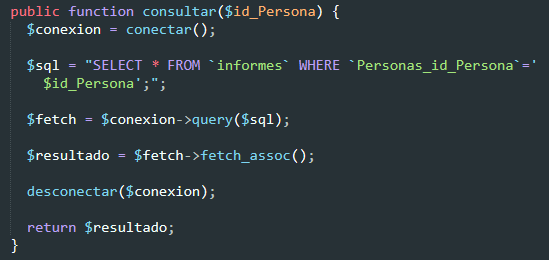 public function consultar($id_Persona) {
$conexion = conectar();
$sql = "SELECT * FROM `informes` WHERE `Personas_id_Persona`='
$id_Persona';";
$fetch = $conexion->query($sql);
$resultado = $fetch->fetch_assoc();
desconectar($conexion);
return $resultado;
}